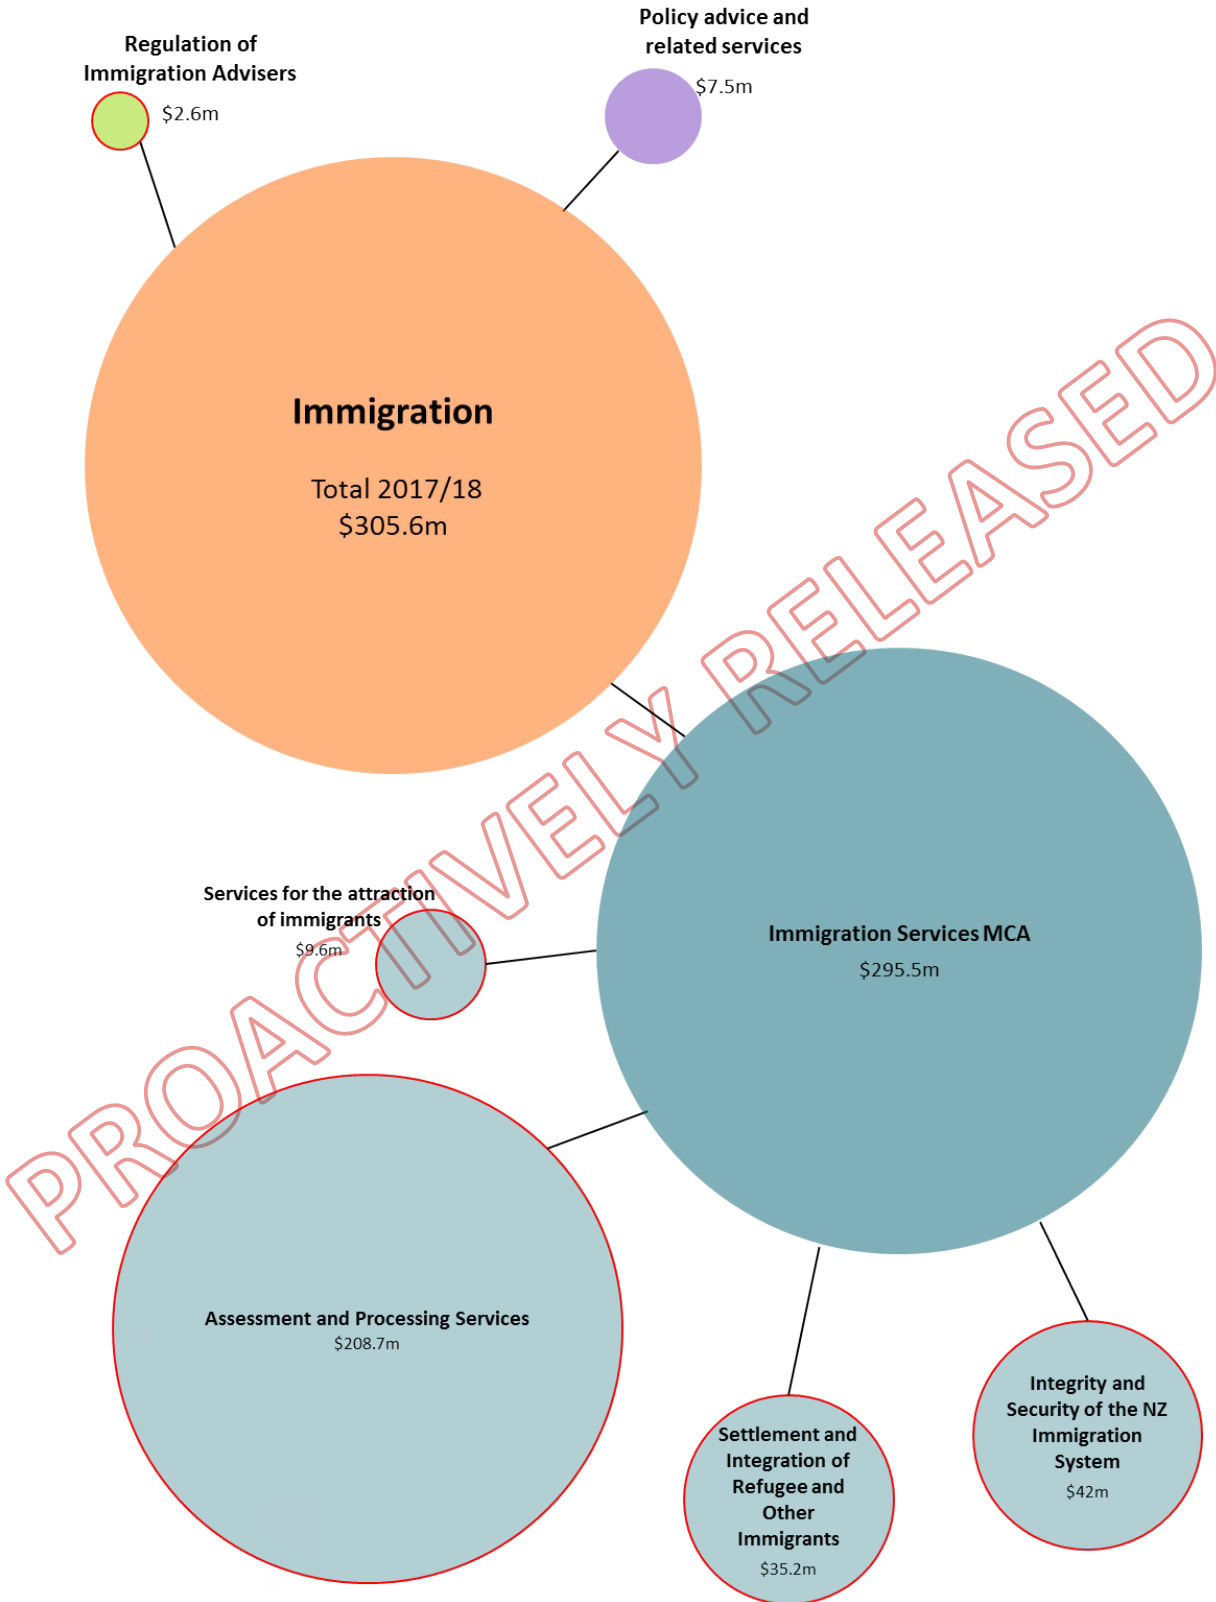 Regulation of
Immigration Advisers
$2.6m
Policy advice and
related services
$7.5m
Immigration
Total 2017/18
$305.6m
PROACTIVELY RELEASED
Services for the attraction
of immigrants
$9.6m
Immigration Services MCA
$295.5m
Assessment and Processing Services
$208.7m
Settlement and
Integration of
Refugee and
Other
Immigrants
$35.2m
Integrity and
Security of the NZ
Immigration
System
$42m